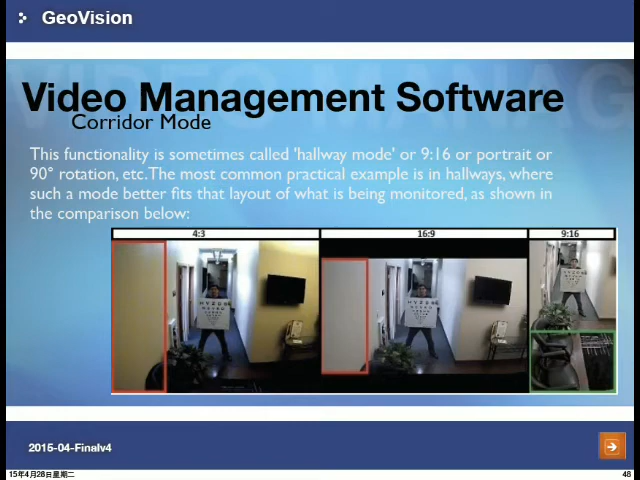 GeoVision
Video Management Software
Corridor Mode
This functionality is sometimes called 'hallway mode' or 9:16 or portrait or
90° rotation, etc.The most common practical example is in hallways, where
such a mode better fits that layout of what is being monitored, as shown in
the comparison below:
4:3 16:9 9:16
2015-04-Finalv4
15年4月28日星期二 48